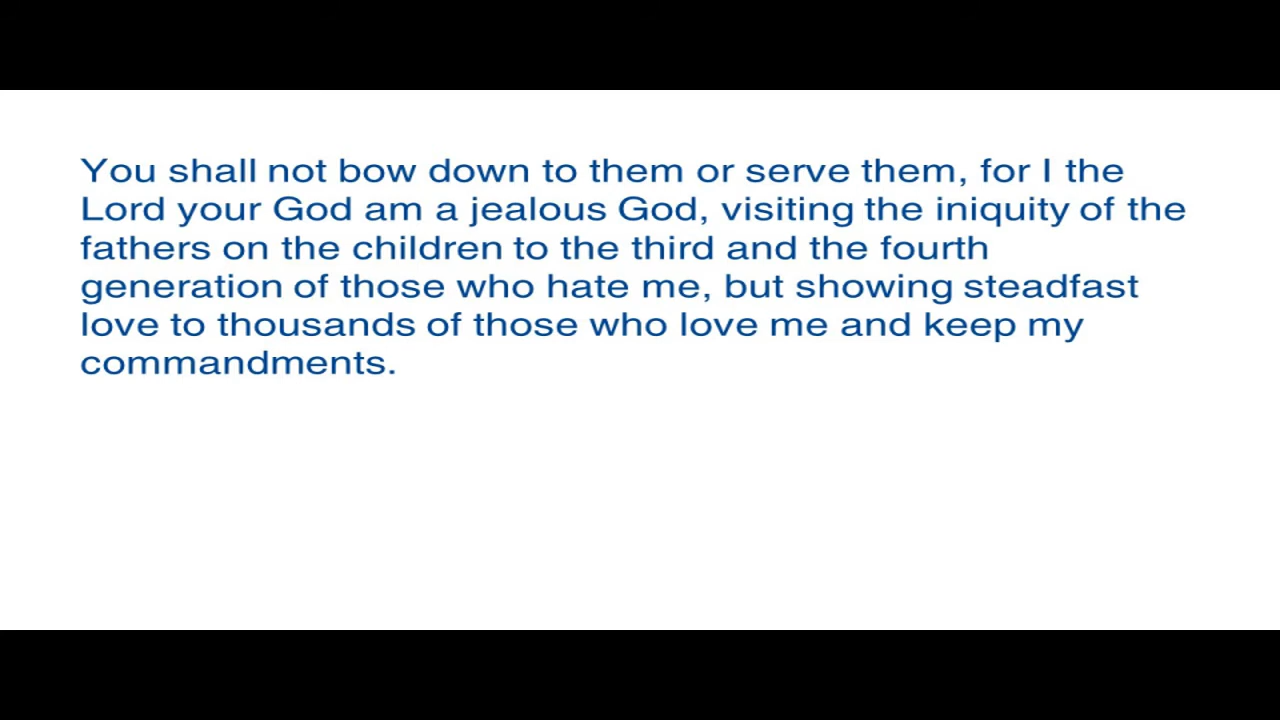 You shall not bow down to them or serve them, for I the
Lord your God am a jealous God, visiting the iniquity of the
fathers on the children to the third and the fourth
generation of those who hate me, but showing steadfast
love to thousands of those who love me and keep my
commandments.